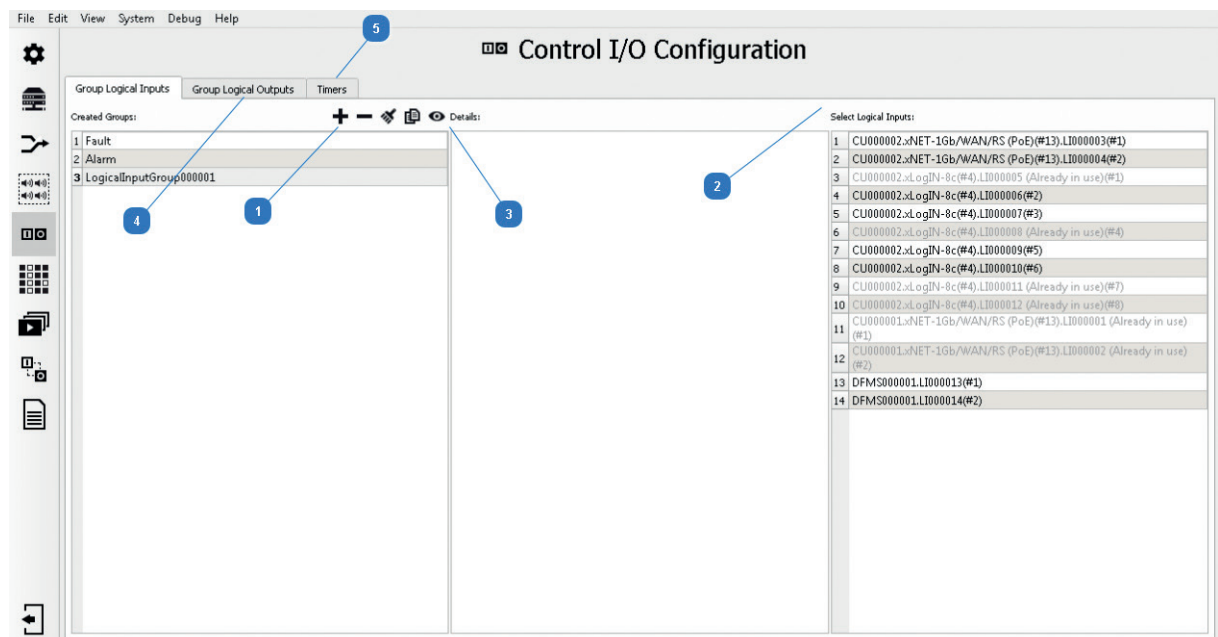 File Edit View System Debug Help
5
Control I/O Configuration
Group Logical Inputs Group Logical Outputs Timers
Created Groups: Details: Select Logical Inputs:
1 Fault
2 Alarm
3 LogicalInputGroup000001
4
1
3
2
1 CU000002.xNET-1Gb/WAN/RS (PoE)(#13).LI000003(#1)
2 CU000002.xNET-1Gb/WAN/RS (PoE)(#13).LI000004(#2)
3 CU000002.xLogIN-8c(#4).LI000005 (Already in use)(#1)
4 CU000002.xLogIN-8c(#4).LI000006(#2)
5 CU000002.xLogIN-8c(#4).LI000007(#3)
6 CU000002.xLogIN-8c(#4).LI000008 (Already in use)(#4)
7 CU000002.xLogIN-8c(#4).LI000009(#5)
8 CU000002.xLogIN-8c(#4).LI000010(#6)
9 CU000002.xLogIN-8c(#4).LI000011 (Already in use)(#7)
10 CU000002.xLogIN-8c(#4).LI000012 (Already in use)(#8)
11 CU000001.xNET-1Gb/WAN/RS (PoE)(#13).LI000001 (Already in use)
(#1)
12 CU000001.xNET-1Gb/WAN/RS (PoE)(#13).LI000002 (Already in use)
(#2)
13 DFMS000001.LI000013(#1)
14 DFMS000001.LI000014(#2)